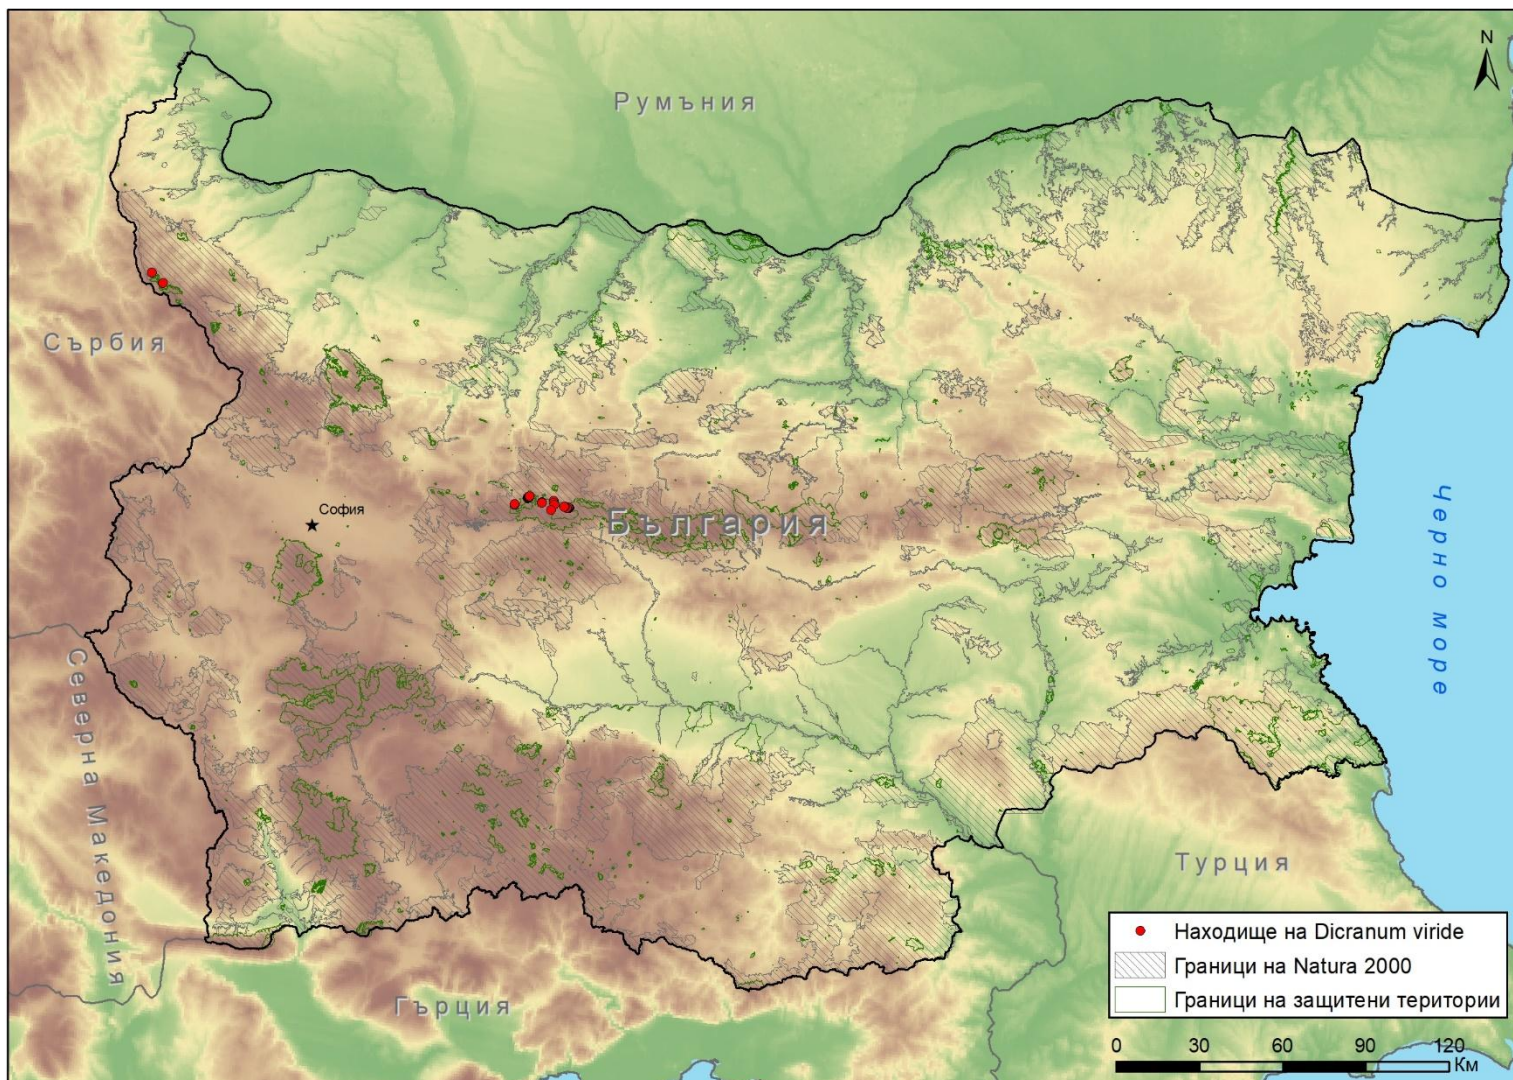 N
Румъния
Сърбия
София
България
Черно море
Северна Македония
Турция
Гърция
Находище на Dicranum viride
Граници на Natura 2000
Граници на защитени територии
0 30 60 90 120
Км